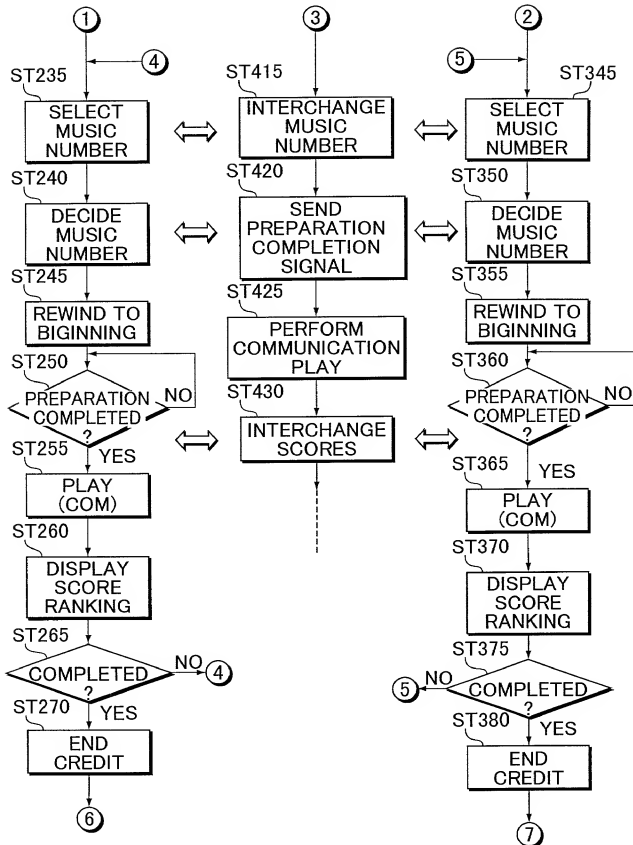 1
4
ST235
SELECT
MUSIC
NUMBER
ST240
DECIDE
MUSIC
NUMBER
ST245
REWIND TO
BIGINNING
ST250
PREPARATION
COMPLETED
?
NO
YES
ST255
PLAY
(COM)
ST260
DISPLAY
SCORE
RANKING
ST265
COMPLETED
?
NO
4
YES
ST270
END
CREDIT
6
3
ST415
INTERCHANGE
MUSIC
NUMBER
ST420
SEND
PREPARATION
COMPLETION
SIGNAL
ST425
PERFORM
COMMUNICATION
PLAY
ST430
INTERCHANGE
SCORES
2
5
ST345
SELECT
MUSIC
NUMBER
ST350
DECIDE
MUSIC
NUMBER
ST355
REWIND TO
BIGINNING
ST360
PREPARATION
COMPLETED
?
NO
YES
ST365
PLAY
(COM)
ST370
DISPLAY
SCORE
RANKING
ST375
COMPLETED
?
NO
5
YES
ST380
END
CREDIT
7